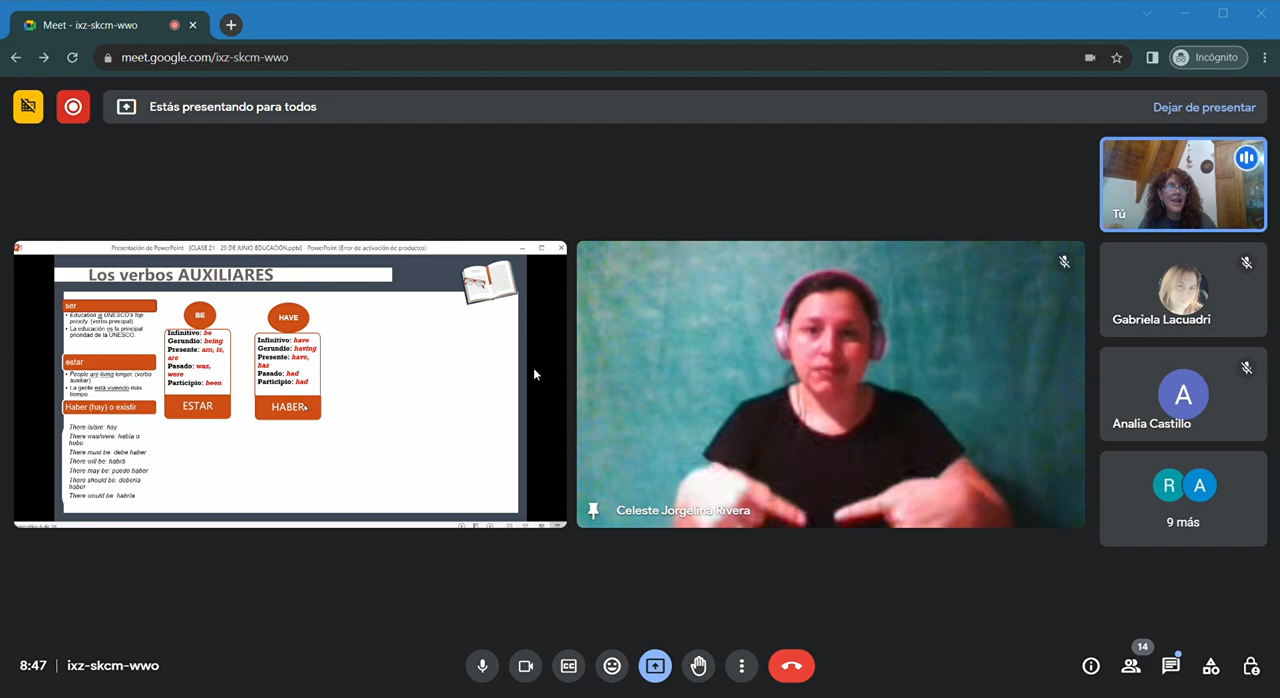 Meet - ixz-skcm-wwo
meet.google.com/ixz-skcm-wwo
Incógnito
Estás presentando para todos
Dejar de presentar
Presentación de PowerPoint - [CLASE 21 - 29 DE JUNIO EDUCACIÓN.pptx] - PowerPoint (Error de activación de productos)
Los verbos AUXILIARES
ser
• Education is UNESCO's top
priority. (verbo principal)
• La educación es la principal
prioridad de la UNESCO.
estar
• People are living longer. (verbo
auxiliar)
• La gente está viviendo más
tiempo.
Haber (hay) o existir
There is/are: hay
There was/were: había o
hubo
There must be: debe haber
There will be: habrá
There may be: puede haber
There should be: debería
haber
There would be: habría
BE
Infinitivo: be
Gerundio: being
Presente: am, is,
are
Pasado: was,
were
Participio: been
ESTAR
HAVE
Infinitivo: have
Gerundio: having
Presente: have,
has
Pasado: had
Participio: had
HABER
Celeste Jorgelina Rivera
Tú
Gabriela Lacuadri
A
Analia Castillo
R A
9 más
8:47 | ixz-skcm-wwo
14